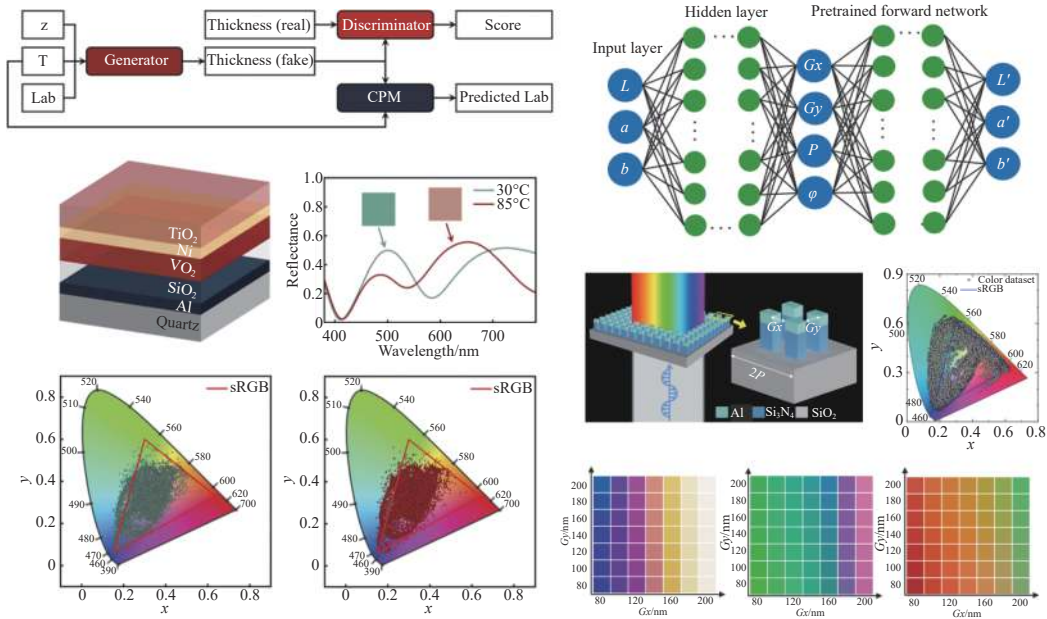 z
T
Lab
Generator
Thickness (real)
Thickness (fake)
Discriminator
CPM
Score
Predicted Lab
Hidden layer
Pretrained forward network
Input layer
L
a
b
Gx
Gy
P
φ
L′
a′
b′
TiO₂
Ni
VO₂
SiO₂
Al
Quartz
Reflectance
1.0
0.8
0.6
0.4
0.2
0
30°C
85°C
400
500
600
700
Wavelength/nm
Gx
Gy
2P
Al
Si₃N₄
SiO₂
Color dataset
sRGB
y
0.9
0.6
0.3
0
520
540
560
580
600
620
500
480
460
0
0.2
0.4
0.6
0.8
x
sRGB
y
0.8
0.6
0.4
0.2
0
520
510
540
560
500
580
600
620
700
490
480
470
460
390
0
0.2
0.4
0.6
0.8
x
sRGB
y
0.8
0.6
0.4
0.2
0
520
510
540
560
500
580
600
620
700
490
480
470
460
390
0
0.2
0.4
0.6
0.8
x
Gy/nm
200
180
160
140
120
100
80
80
120
160
200
Gx/nm
Gy/nm
200
180
160
140
120
100
80
80
120
160
200
Gx/nm
Gy/nm
200
180
160
140
120
100
80
80
120
160
200
Gx/nm